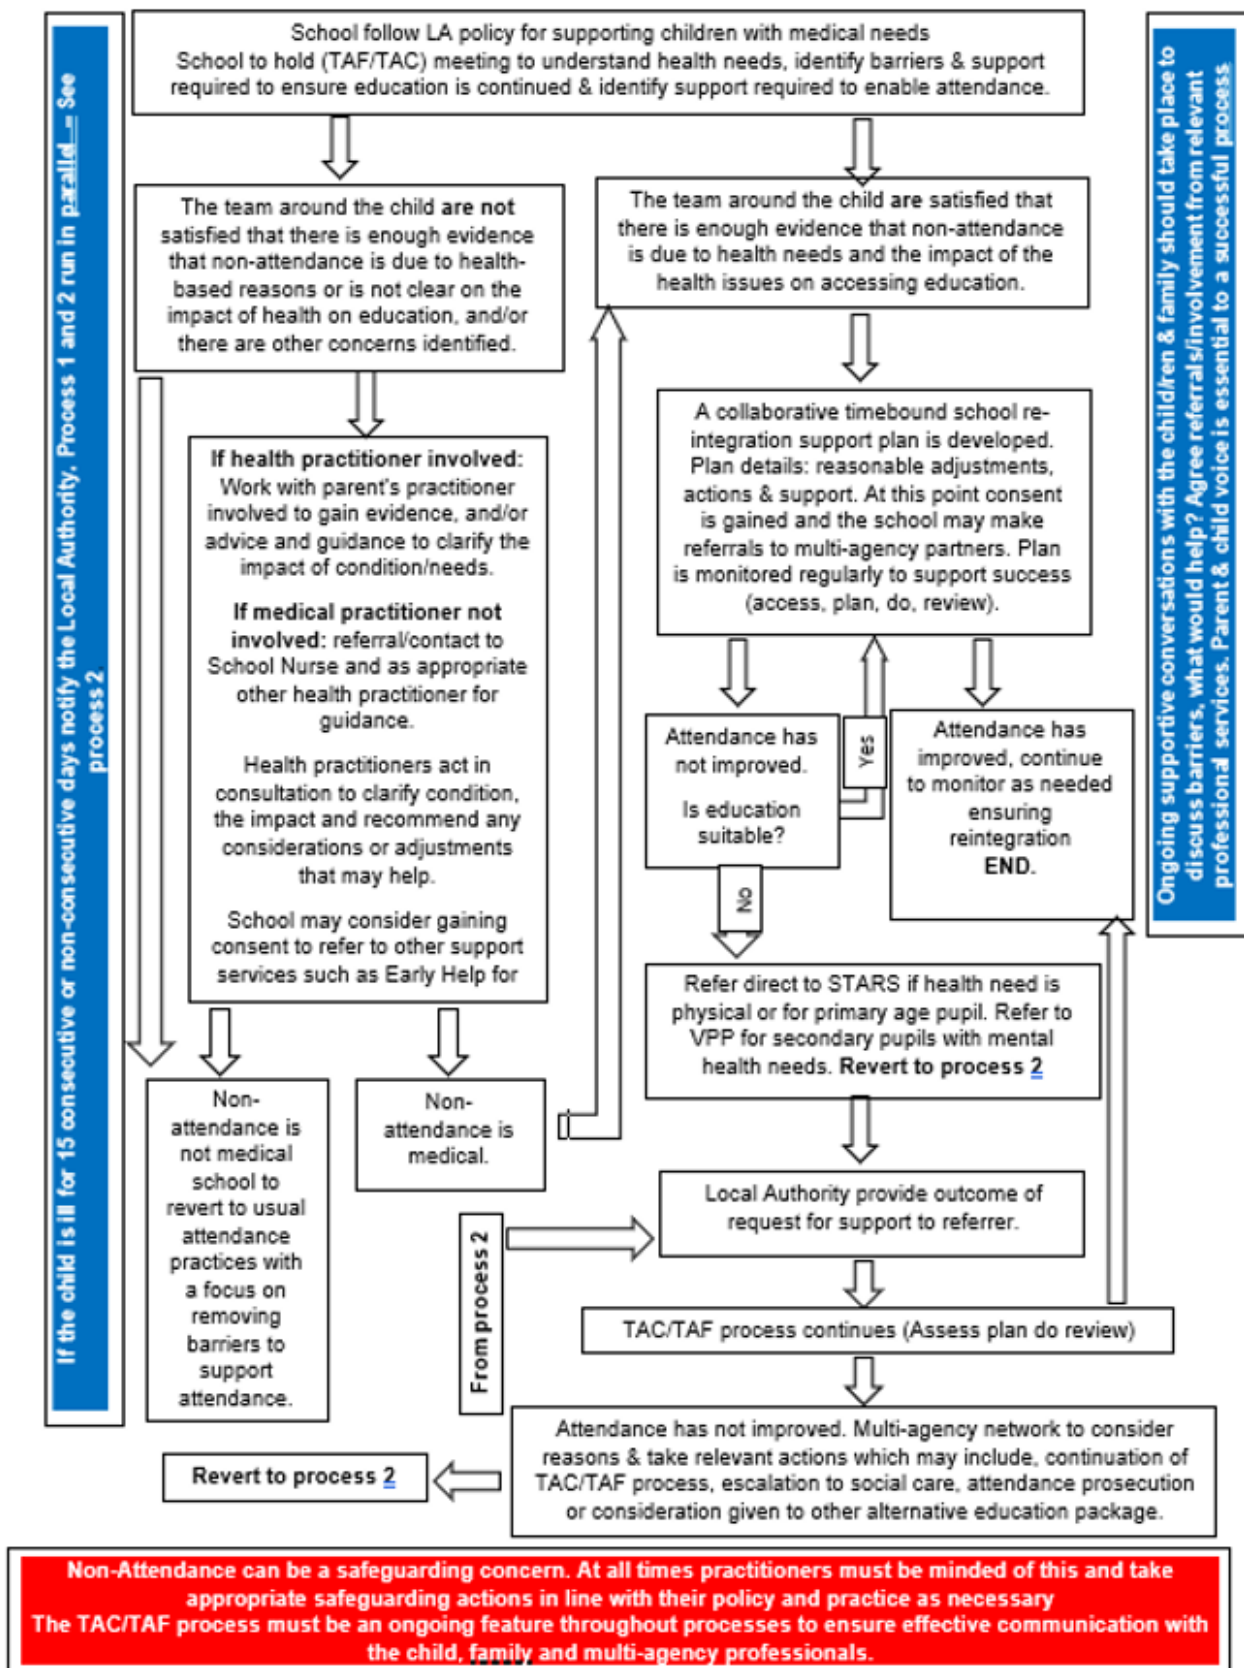 School follow LA policy for supporting children with medical needs
School to hold (TAF/TAC) meeting to understand health needs, identify barriers & support
required to ensure education is continued & identify support required to enable attendance.
If the child is ill for 15 consecutive or non-consecutive days notify the Local Authority. Process 1 and 2 run in parallel – See
process 2.
Ongoing supportive conversations with the child/ren & family should take place to
discuss barriers, what would help? Agree referrals/involvement from relevant
professional services. Parent & child voice is essential to a successful process
The team around the child are not
satisfied that there is enough evidence
that non-attendance is due to health-
based reasons or is not clear on the
impact of health on education, and/or
there are other concerns identified.
The team around the child are satisfied that
there is enough evidence that non-attendance
is due to health needs and the impact of the
health issues on accessing education.
If health practitioner involved:
Work with parent's practitioner
involved to gain evidence, and/or
advice and guidance to clarify the
impact of condition/needs.
If medical practitioner not
involved: referral/contact to
School Nurse and as appropriate
other health practitioner for
guidance.
Health practitioners act in
consultation to clarify condition,
the impact and recommend any
considerations or adjustments
that may help.
School may consider gaining
consent to refer to other support
services such as Early Help for
A collaborative timebound school re-
integration support plan is developed.
Plan details: reasonable adjustments,
actions & support. At this point consent
is gained and the school may make
referrals to multi-agency partners. Plan
is monitored regularly to support success
(access, plan, do, review).
Attendance has
not improved.
Is education
suitable?
Yes
No
Attendance has
improved, continue
to monitor as needed
ensuring
reintegration
END.
Refer direct to STARS if health need is
physical or for primary age pupil. Refer to
VPP for secondary pupils with mental
health needs. Revert to process 2
Non-
attendance is
not medical
school to
revert to usual
attendance
practices with
a focus on
removing
barriers to
support
attendance.
Non-
attendance is
medical.
From process 2
Local Authority provide outcome of
request for support to referrer.
TAC/TAF process continues (Assess plan do review)
Attendance has not improved. Multi-agency network to consider
reasons & take relevant actions which may include, continuation of
TAC/TAF process, escalation to social care, attendance prosecution
or consideration given to other alternative education package.
Revert to process 2
Non-Attendance can be a safeguarding concern. At all times practitioners must be minded of this and take
appropriate safeguarding actions in line with their policy and practice as necessary
The TAC/TAF process must be an ongoing feature throughout processes to ensure effective communication with
the child, family and multi-agency professionals.